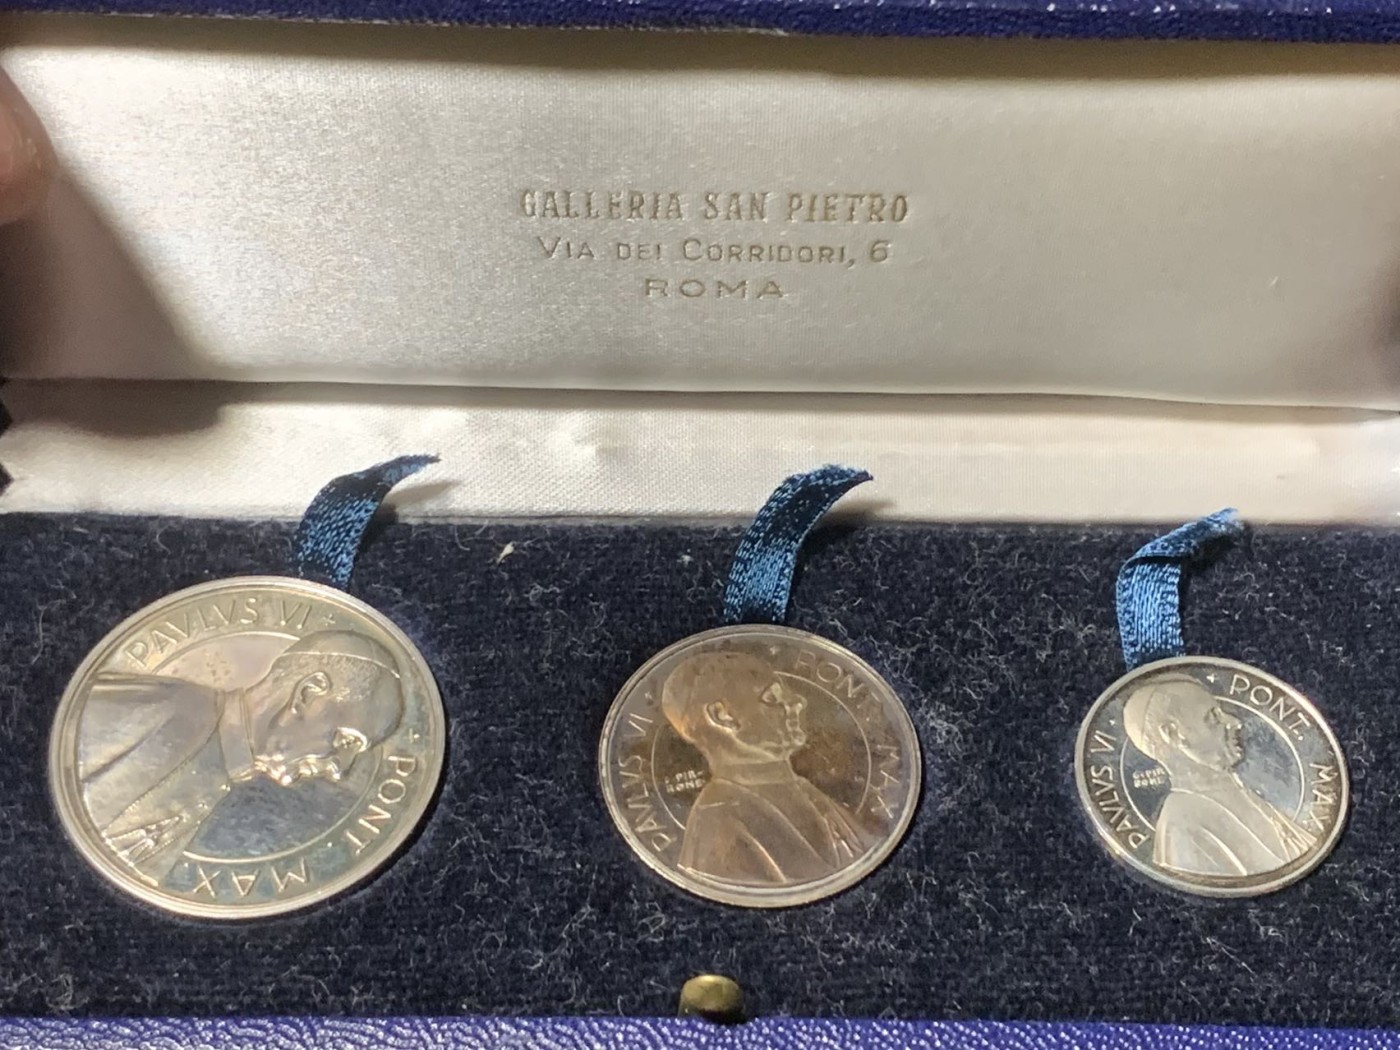 GALLERIA SAN PIETRO
VIA DEI CORRIDORI, 6
ROMA
PAVLVS VI + PONT. MAX
PAVLVS VI + PONT. MAX
PAVLVS VI + PONT. MAX